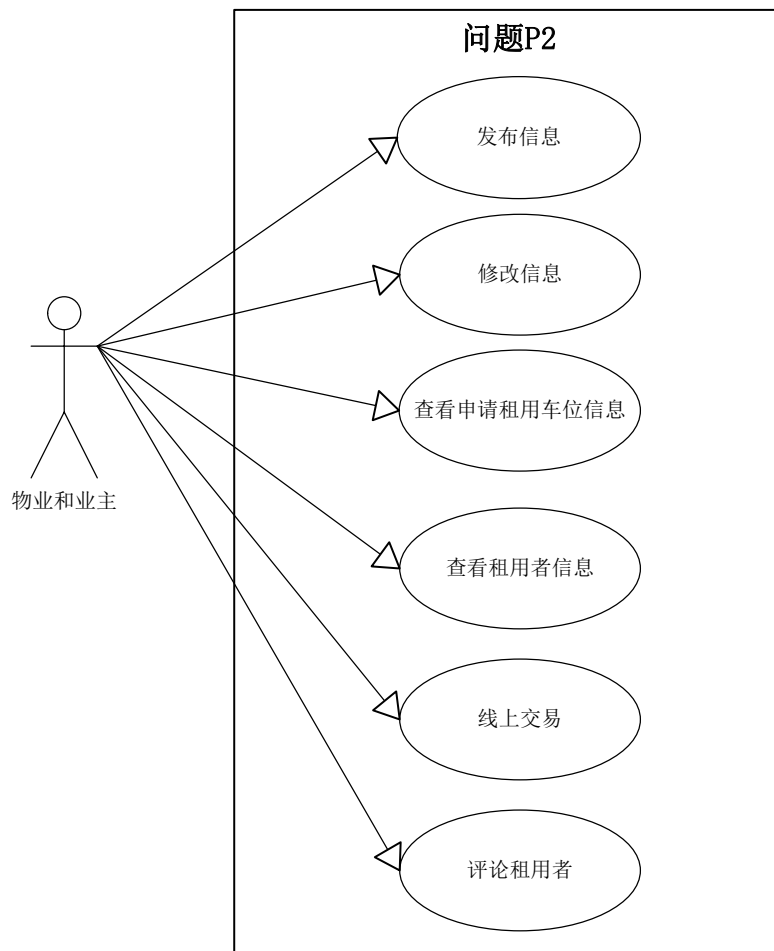 问题P2
发布信息
修改信息
查看申请租用车位信息
物业和业主
查看租用者信息
线上交易
评论租用者